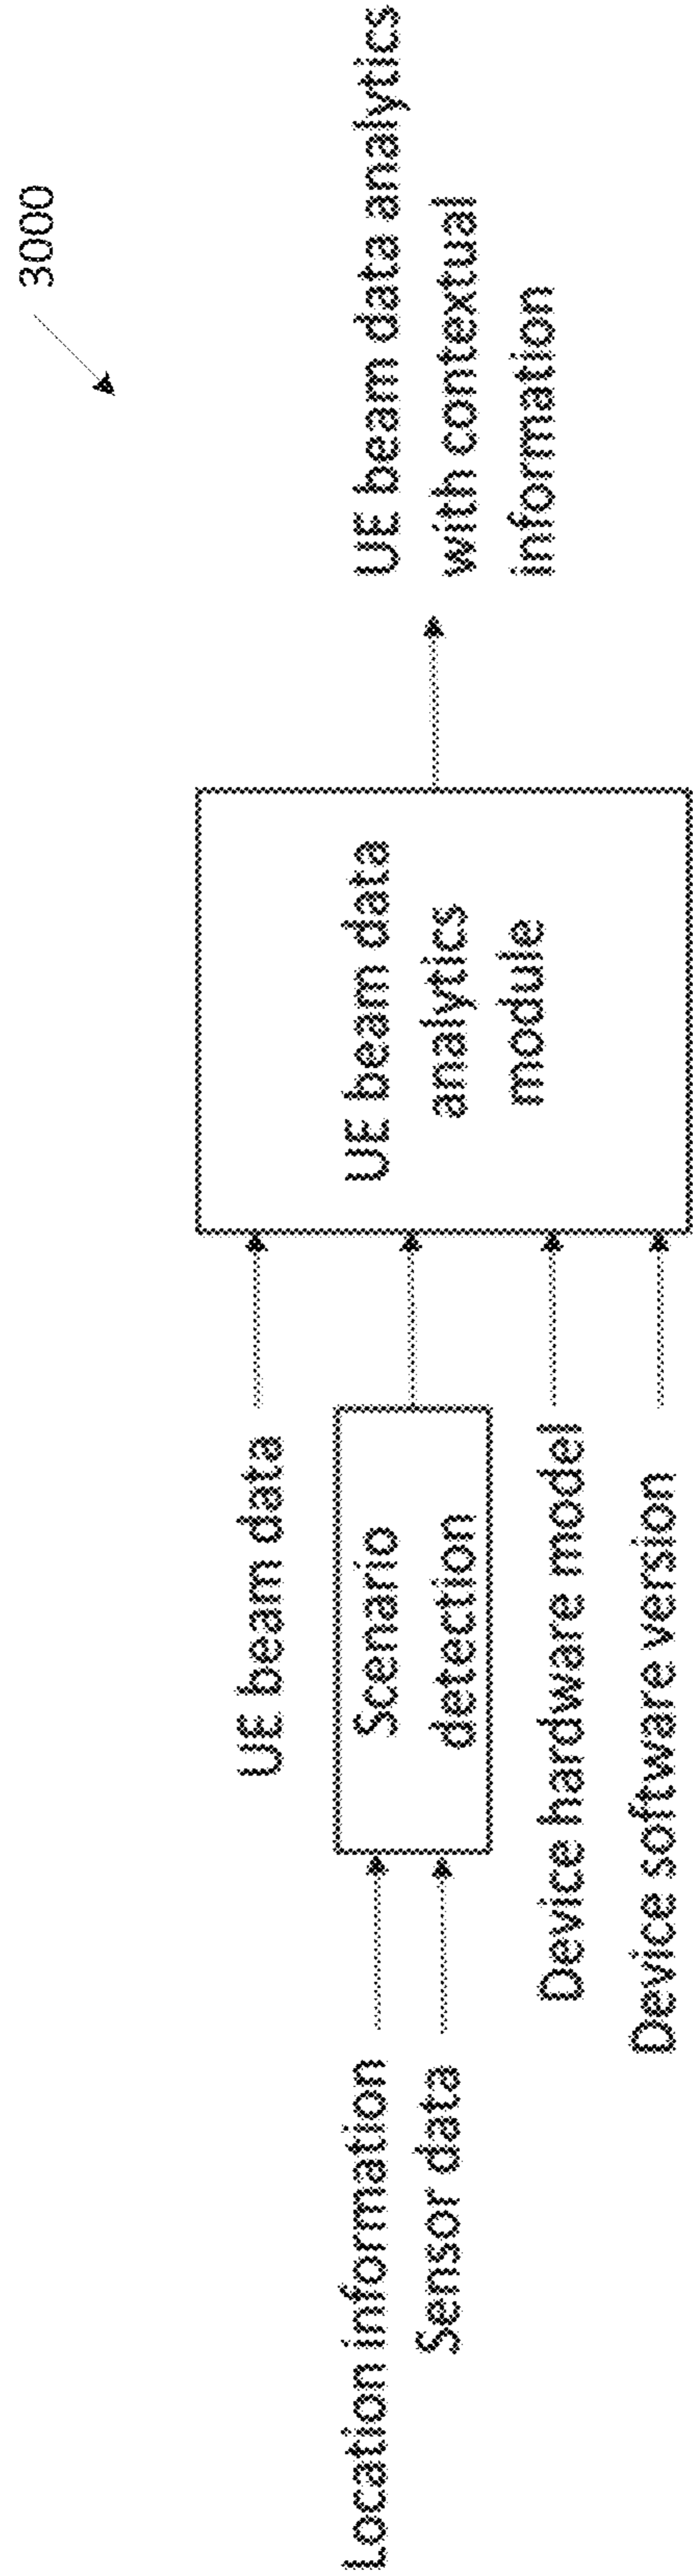 3000
Location information
Sensor data
UE beam data
Scenario
detection
Device hardware model
Device software version
UE beam data
analytics
module
UE beam data analytics
with contextual
information